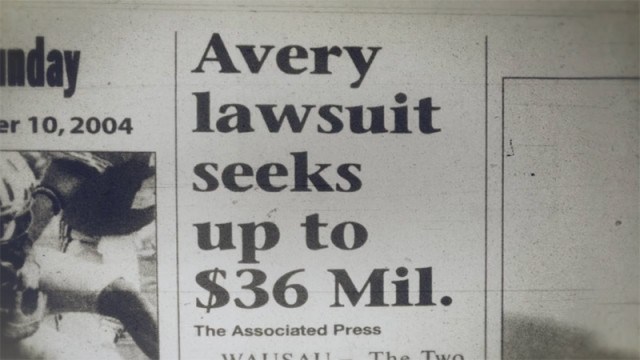 unday
er 10, 2004
Avery
lawsuit
seeks
up to
$36 Mil.
The Associated Press
WAUSAU – The Two